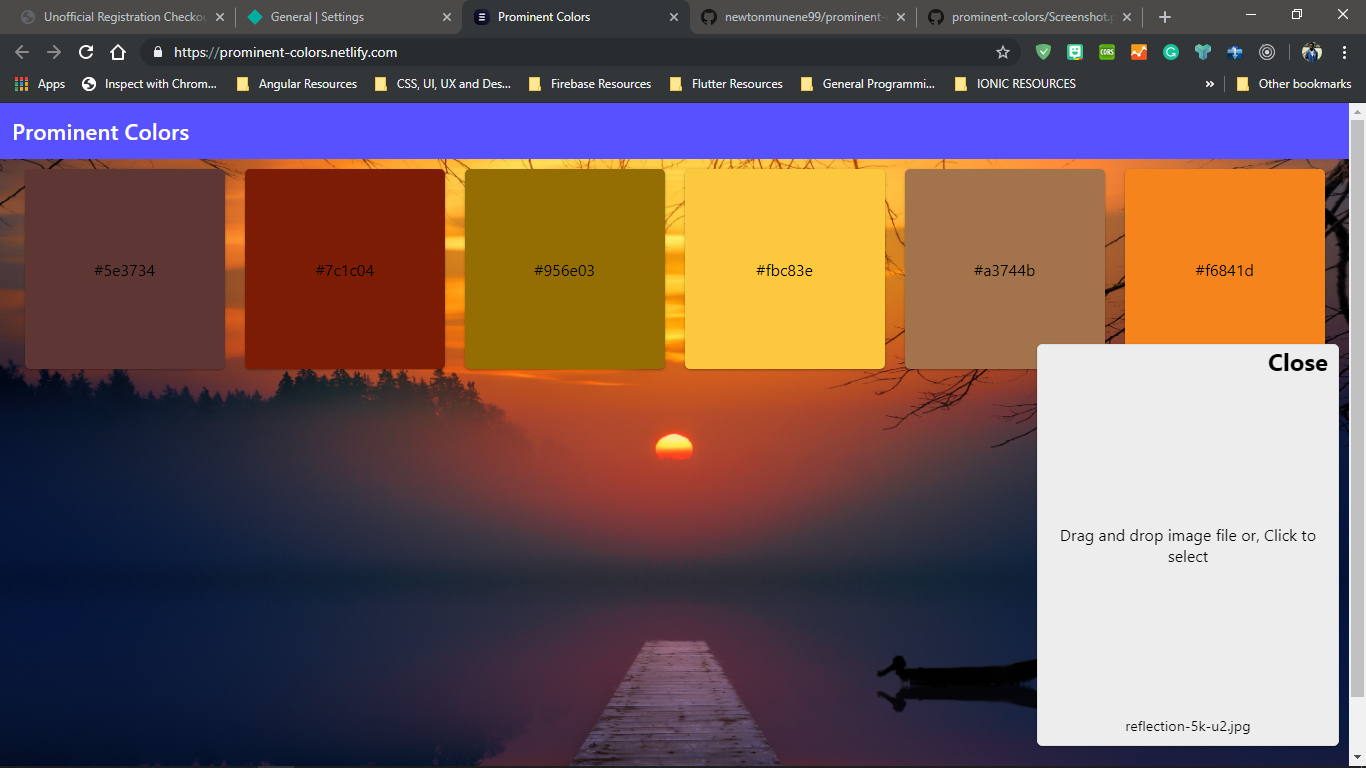 Unofficial Registration Checkou
General | Settings
Prominent Colors
newtonmunene99/prominent-
prominent-colors/Screenshot.p
https://prominent-colors.netlify.com
Apps
Inspect with Chrom...
Angular Resources
CSS, UI, UX and Des...
Firebase Resources
Flutter Resources
General Programmi...
IONIC RESOURCES
»
Other bookmarks
Prominent Colors
#5e3734
#7c1c04
#956e03
#fbc83e
#a3744b
#f6841d
Close
Drag and drop image file or, Click to
select
reflection-5k-u2.jpg